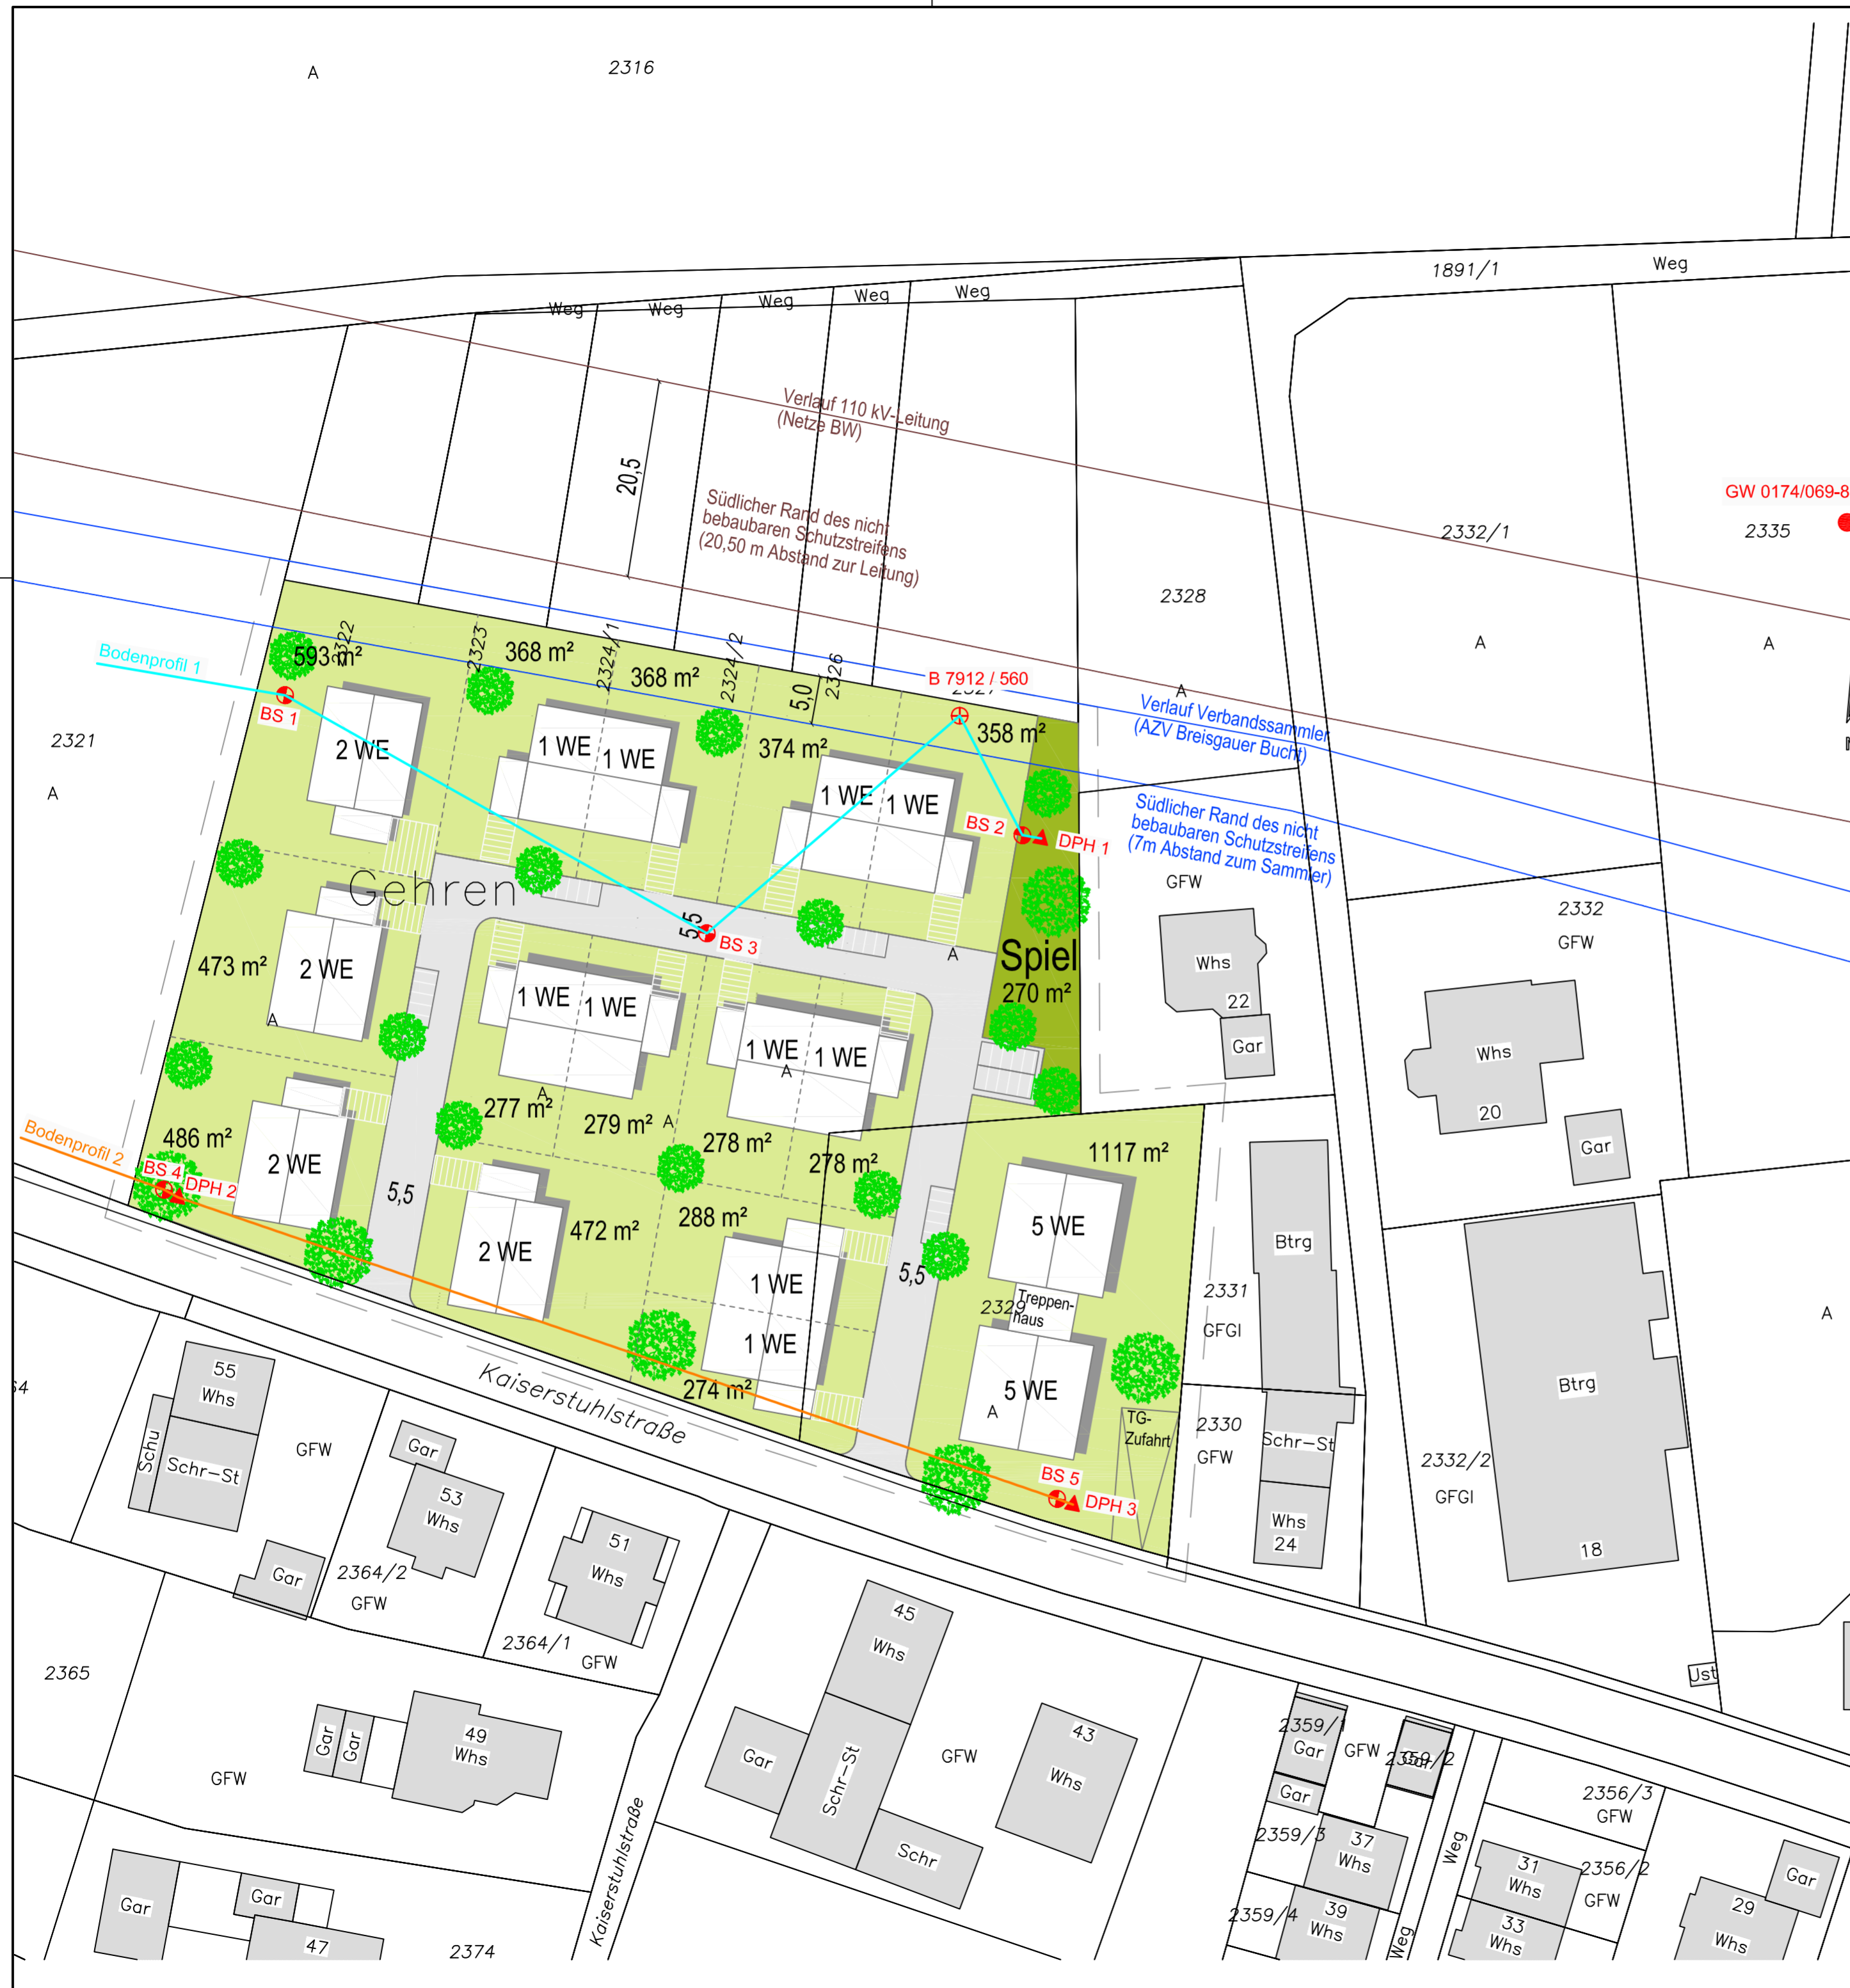 A
2316
1891/1
Weg
Weg
Weg
Weg
Weg
Weg
Verlauf 110 kV-Leitung
(Netze BW)
20,5
Südlicher Rand des nicht
bebaubaren Schutzstreifens
(20,50 m Abstand zur Leitung)
GW 0174/069-8
2335
2332/1
2328
A
A
A
2321
A
Bodenprofil 1
BS 1
593 m²
2322
2323
368 m²
2324/1
368 m²
2324/2
5,0
2326
B 7912 / 560
358 m²
374 m²
Verlauf Verbandssammler
(AZV Breisgauer Bucht)
Südlicher Rand des nicht
bebaubaren Schutzstreifens
(7m Abstand zum Sammler)
2 WE
1 WE
1 WE
1 WE
1 WE
BS 2
DPH 1
GFW
Gehren
5,5
BS 3
A
Spiel
270 m²
Whs
22
Gar
2332
GFW
Whs
20
Gar
473 m²
2 WE
A
1 WE
1 WE
1 WE
1 WE
A
A
277 m²
279 m²
A
278 m²
278 m²
1117 m²
486 m²
2 WE
Bodenprofil 2
BS 4
DPH 2
5,5
2 WE
472 m²
288 m²
1 WE
1 WE
274 m²
5,5
5 WE
2329
Treppen-
haus
5 WE
A
TG-
Zufahrt
BS 5
DPH 3
2331
GFGI
Btrg
2330
GFW
Schr-St
Whs
24
Btrg
18
2332/2
GFGI
A
Kaiserstuhlstraße
55
Whs
Schu
Schr-St
GFW
Gar
53
Whs
Gar
2364/2
GFW
51
Whs
2364/1
GFW
2365
GFW
Gar
Gar
49
Whs
Gar
Gar
47
2374
Kaiserstuhlstraße
45
Whs
Gar
Schr-St
Schr
GFW
43
Whs
Ust
2359/1
Gar
GFW
2359/2
Gar
Gar
2359/3
37
Whs
2359/4
39
Whs
Weg
Weg
2356/3
GFW
31
Whs
2356/2
GFW
33
Whs
29
Whs
Gar